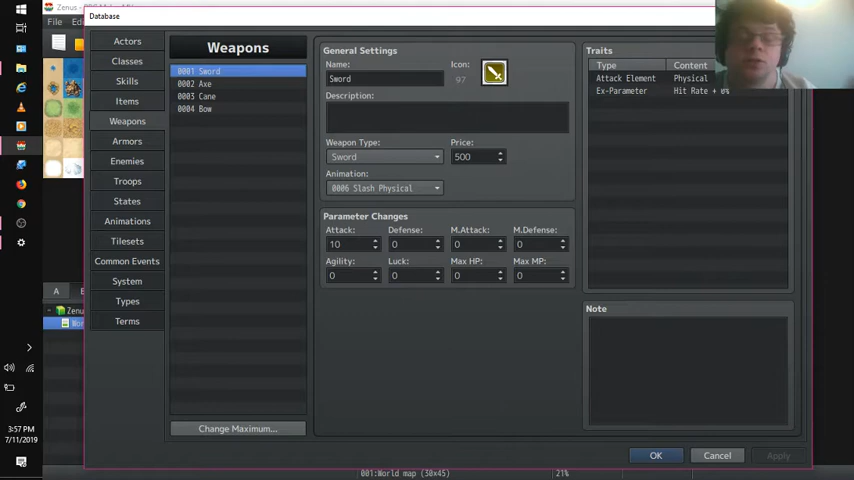 Zenus - RPG
File Ed
Database
Actors
Classes
Skills
Items
Weapons
Armors
Enemies
Troops
States
Animations
Tilesets
Common Events
System
Types
Terms
Weapons
0001 Sword
0002 Axe
0003 Cane
0004 Bow
Change Maximum...
General Settings
Name:
Sword
Icon:
97
Description:
Weapon Type:
Sword
Price:
500
Animation:
0006 Slash Physical
Parameter Changes
Attack:
10
Defense:
0
M.Attack:
0
M.Defense:
0
Agility:
0
Luck:
0
Max HP:
0
Max MP:
0
Traits
Type
Content
Attack Element
Physical
Ex-Parameter
Hit Rate + 0%
Note
OK
Cancel
Apply
A
Zenu
Wor
3:57 PM
7/11/2019
001:World map (30x45)
21%